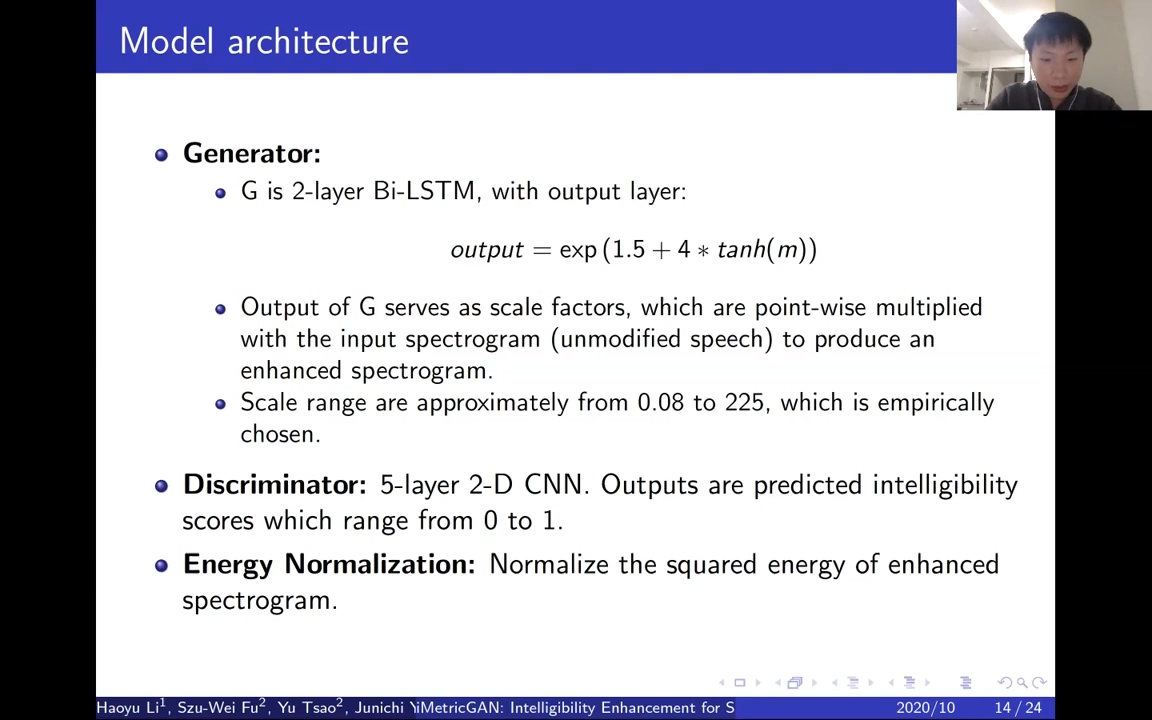 Model architecture
Generator:
G is 2-layer Bi-LSTM, with output layer:
output = exp (1.5 + 4 ∗ tanh(m))
Output of G serves as scale factors, which are point-wise multiplied
with the input spectrogram (unmodified speech) to produce an
enhanced spectrogram.
Scale range are approximately from 0.08 to 225, which is empirically
chosen.
Discriminator: 5-layer 2-D CNN. Outputs are predicted intelligibility
scores which range from 0 to 1.
Energy Normalization: Normalize the squared energy of enhanced
spectrogram.
Haoyu Li¹, Szu-Wei Fu², Yu Tsao², Junichi Y iMetricGAN: Intelligibility Enhancement for S 2020/10 14 / 24